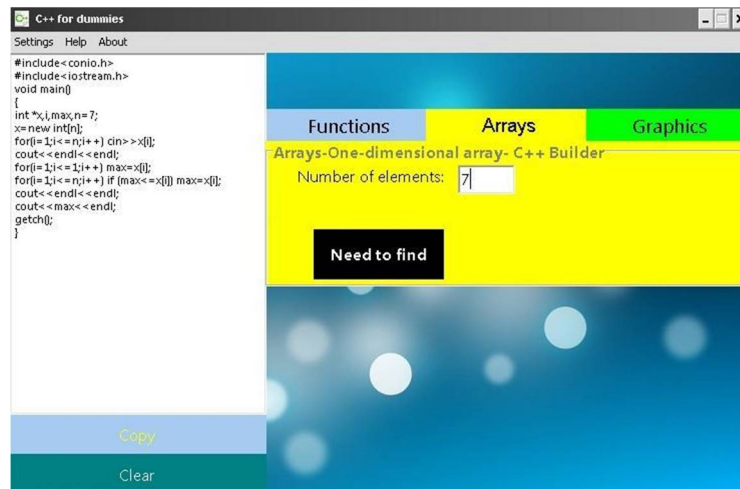 C++ for dummies
Settings Help About
#include<conio.h>
#include<iostream.h>
void main()
{
int *x,i,max,n=7;
x=new int[n];
for(i=1;i<=n;i++) cin>>x[i];
cout<<endl<<endl;
for(i=1;i<=1;i++) max=x[i];
for(i=1;i<=n;i++) if (max<=x[i]) max=x[i];
cout<<endl<<endl;
cout<<max<<endl;
getch();
}
Copy
Clear
Functions Arrays Graphics
Arrays-One-dimensional array- C++ Builder
Number of elements: 7
Need to find